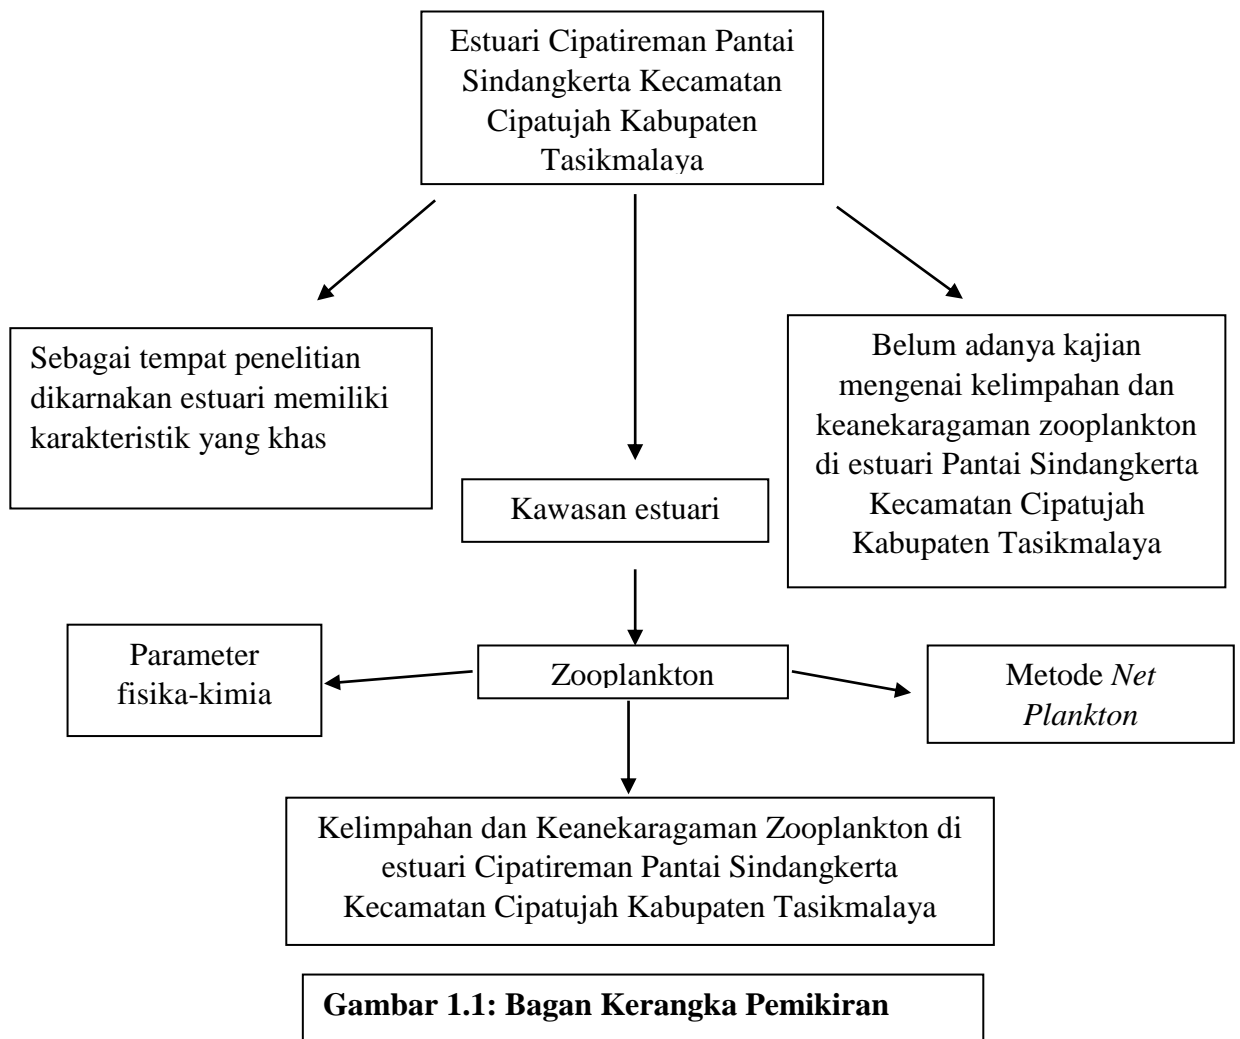 Estuari Cipatireman Pantai
Sindangkerta Kecamatan
Cipatujah Kabupaten
Tasikmalaya
Sebagai tempat penelitian
dikarnakan estuari memiliki
karakteristik yang khas
Belum adanya kajian
mengenai kelimpahan dan
keanekaragaman zooplankton
di estuari Pantai Sindangkerta
Kecamatan Cipatujah
Kabupaten Tasikmalaya
Kawasan estuari
Parameter
fisika-kimia
Zooplankton
Metode Net
Plankton
Kelimpahan dan Keanekaragaman Zooplankton di
estuari Cipatireman Pantai Sindangkerta
Kecamatan Cipatujah Kabupaten Tasikmalaya
Gambar 1.1: Bagan Kerangka Pemikiran